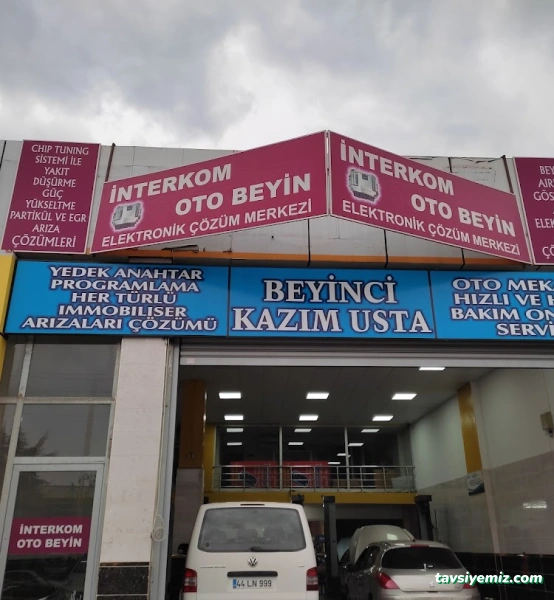 CHIP TUNING
SİSTEMİ İLE
YAKIT
DÜŞÜRME
GÜÇ
YÜKSELTME
PARTİKÜL VE EGR
ARIZA
ÇÖZÜMLERİ
İNTERKOM
OTO BEYİN
ELEKTRONİK ÇÖZÜM MERKEZİ
İNTERKOM
OTO BEYİN
ELEKTRONİK ÇÖZÜM MERKEZİ
YEDEK ANAHTAR
PROGRAMLAMA
HER TÜRLÜ
IMMOBILISER
ARIZALARI ÇÖZÜMÜ
BEYİNCİ
KAZIM USTA
OTO MEKA
HIZLI VE
BAKIM ON
SERVİ
İNTERKOM
OTO BEYİN
44 LN 999
tavsiyemiz.com